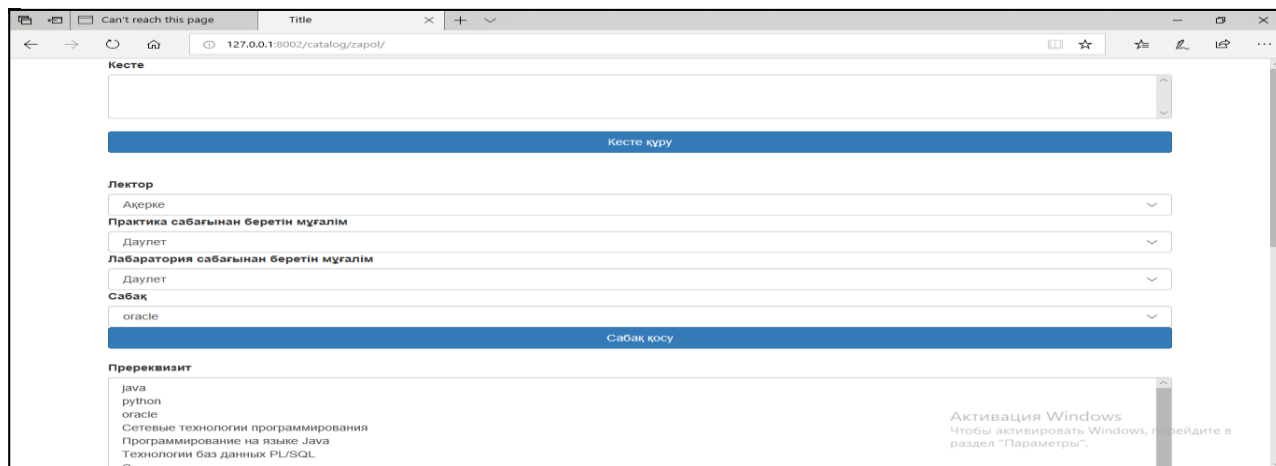 Can't reach this page Title
127.0.0.1:8002/catalog/zapol/
Кесте
Кесте құру
Лектор
Ақерке
Практика сабағынан беретін мұғалім
Даулет
Лабаратория сабағынан беретін мұғалім
Даулет
Сабақ
oracle
Сабақ қосу
Пререквизит
java
python
oracle
Сетевые технологии программирования
Программирование на языке Java
Технологии баз данных PL/SQL
Активация Windows
Чтобы активировать Windows, перейдите в
раздел "Параметры".